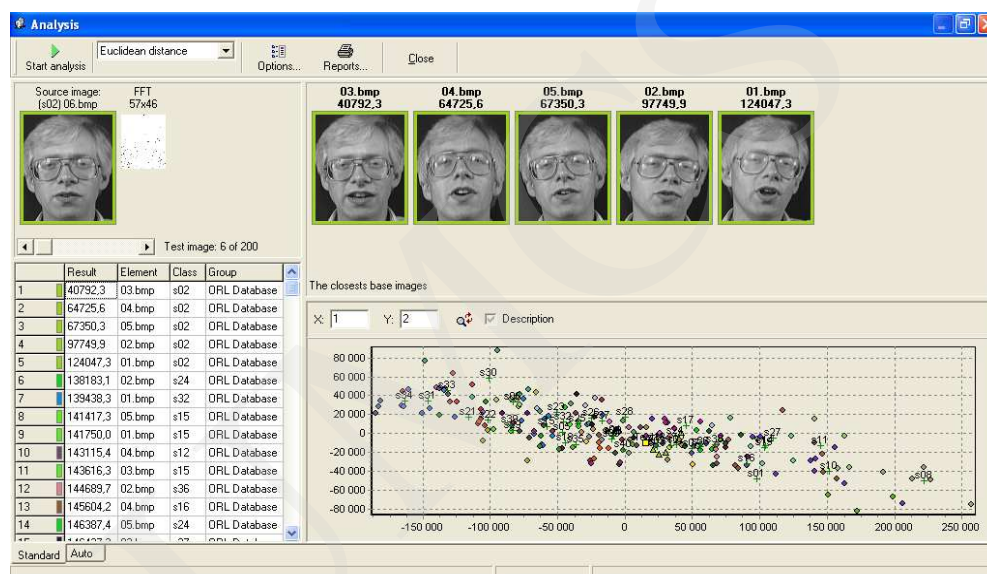 Analysis
Start analysis
Euclidean distance
Options...
Reports...
Close
Source image:
(s02) 06.bmp
FFT
57x46
Test image: 6 of 200
03.bmp
40792,3
04.bmp
64725,6
05.bmp
67350,3
02.bmp
97749,9
01.bmp
124047,3
The closests base images
Result Element Class Group
1 40792,3 03.bmp s02 ORL Database
2 64725,6 04.bmp s02 ORL Database
3 67350,3 05.bmp s02 ORL Database
4 97749,9 02.bmp s02 ORL Database
5 124047,3 01.bmp s02 ORL Database
6 138183,1 02.bmp s24 ORL Database
7 139438,3 01.bmp s32 ORL Database
8 141417,3 05.bmp s15 ORL Database
9 141750,0 01.bmp s15 ORL Database
10 143115,4 04.bmp s12 ORL Database
11 143616,3 03.bmp s15 ORL Database
12 144689,7 02.bmp s36 ORL Database
13 145604,2 04.bmp s16 ORL Database
14 146387,4 05.bmp s24 ORL Database
X: 1 Y: 2 Description
80 000
60 000
40 000
20 000
0
-20 000
-40 000
-60 000
-80 000
s30
s33
s34 s31
s21
s28
s17
s27
s11
s16
s01
s10
s08
-150 000 -100 000 -50 000 0 50 000 100 000 150 000 200 000 250 000
Standard Auto